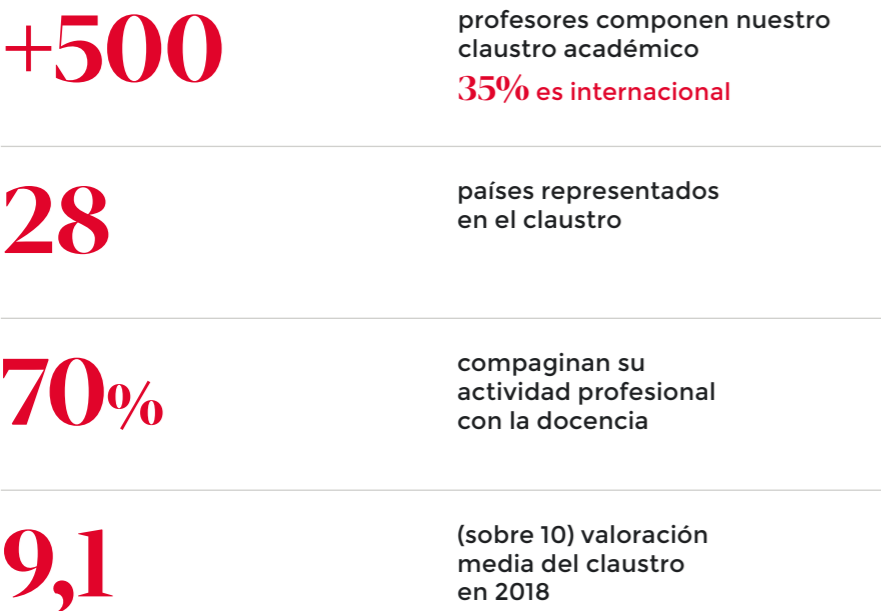 +500
profesores componen nuestro
claustro académico
35% es internacional
28
países representados
en el claustro
70%
compaginan su
actividad profesional
con la docencia
9,1
(sobre 10) valoración
media del claustro
en 2018